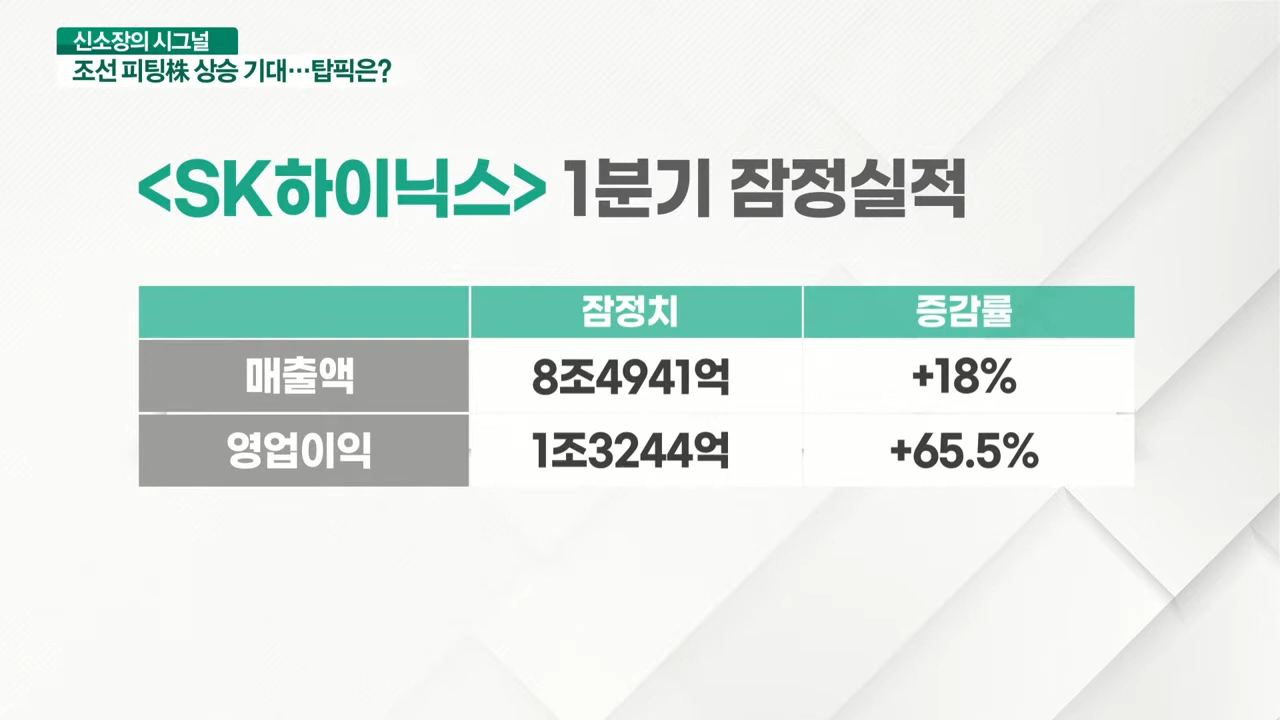 신소장의 시그널
조선 피팅株 상승 기대…탑픽은?
<SK하이닉스> 1분기 잠정실적
잠정치 증감률
매출액 8조4941억 +18%
영업이익 1조3244억 +65.5%